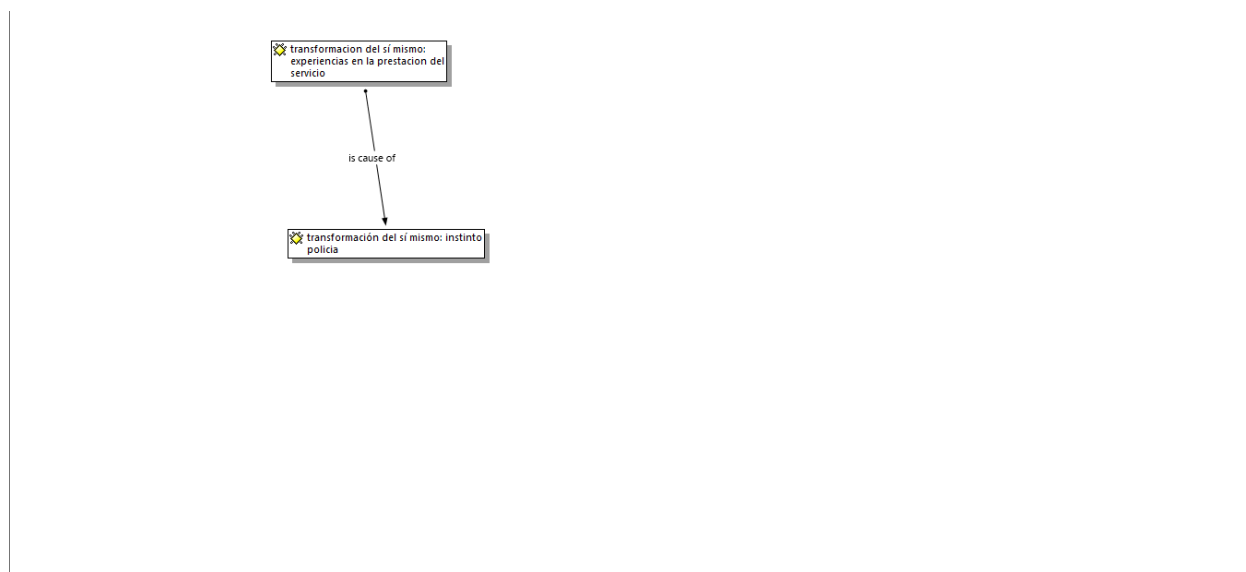 transformacion del sí mismo:
experiencias en la prestacion del
servicio
is cause of
transformación del sí mismo: instinto
policia